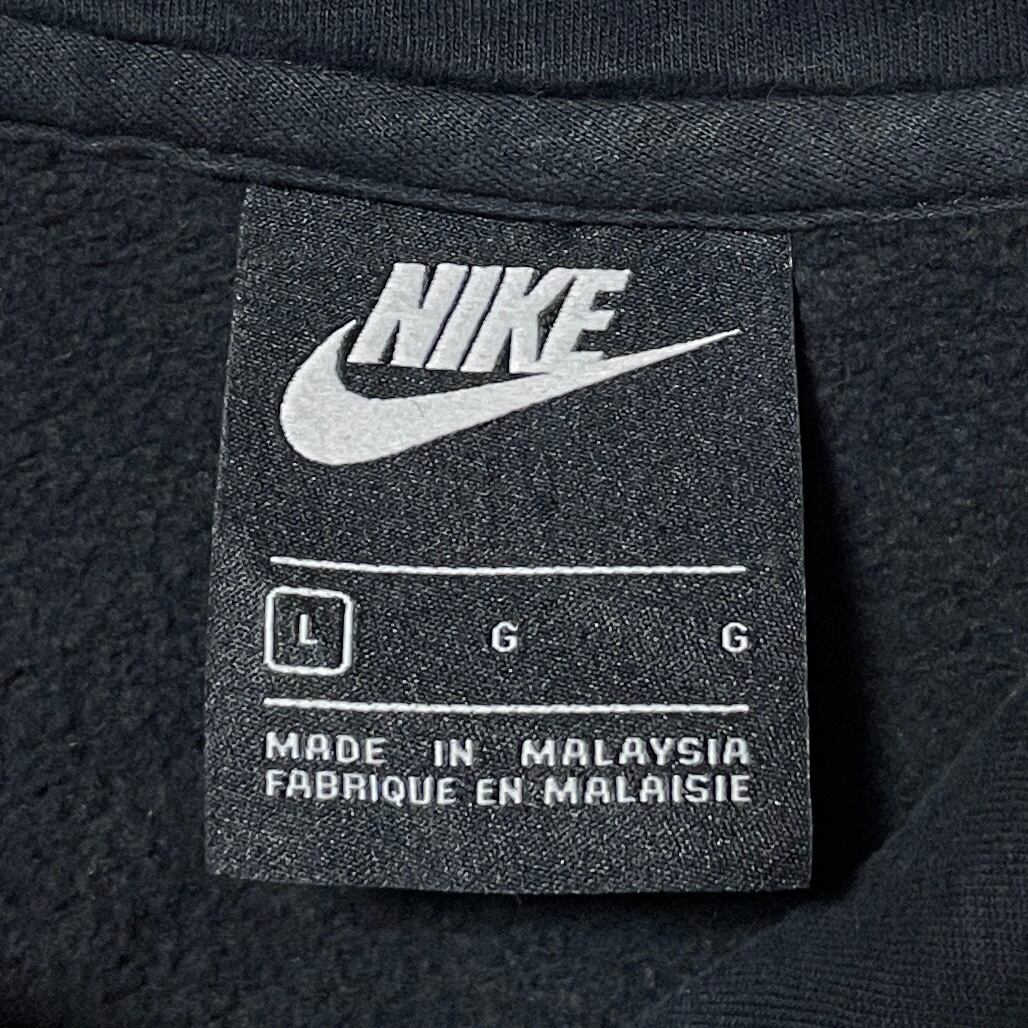 NIKE
L G G
MADE IN MALAYSIA
FABRIQUE EN MALAISIE